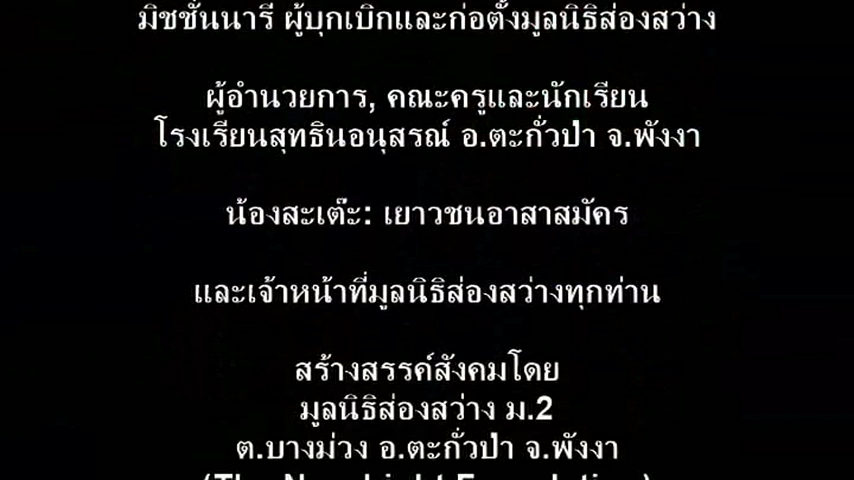 มิชชั่นนารี ผู้บุกเบิกและก่อตั้งมูลนิธิส่องสว่าง
ผู้อำนวยการ, คณะครูและนักเรียน
โรงเรียนสุทธินอนุสรณ์ อ.ตะกั่วป่า จ.พังงา
น้องสะเต๊ะ: เยาวชนอาสาสมัคร
และเจ้าหน้าที่มูลนิธิส่องสว่างทุกท่าน
สร้างสรรค์สังคมโดย
มูลนิธิส่องสว่าง ม.2
ต.บางม่วง อ.ตะกั่วป่า จ.พังงา